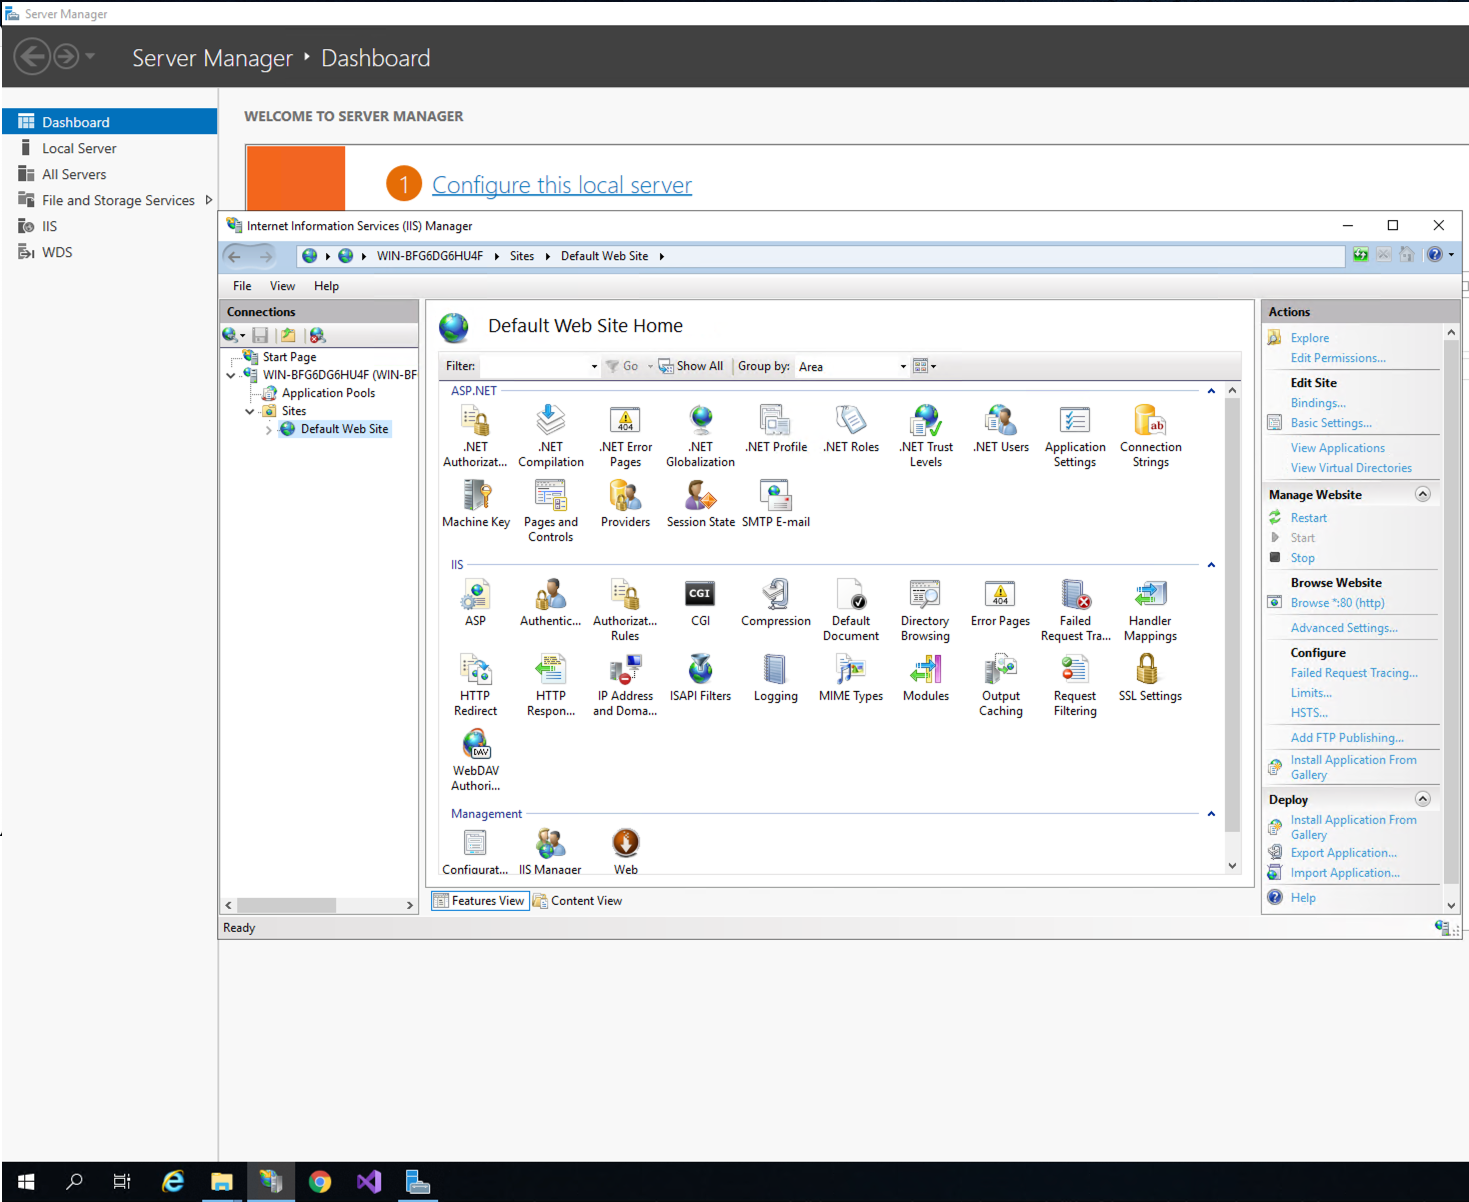 Server Manager
Server Manager ‣ Dashboard
Dashboard
Local Server
All Servers
File and Storage Services
IIS
WDS
WELCOME TO SERVER MANAGER
1 Configure this local server
Internet Information Services (IIS) Manager
WIN-BFG6DG6HU4F Sites Default Web Site
File View Help
Connections
Start Page
WIN-BFG6DG6HU4F (WIN-BF
Application Pools
Sites
Default Web Site
Default Web Site Home
Filter: Go Show All Group by: Area
ASP.NET
.NET .NET .NET Error .NET .NET Profile .NET Roles .NET Trust .NET Users Application Connection
Authorizat... Compilation Pages Globalization Levels Settings Strings
404
ab
Machine Key Pages and Providers Session State SMTP E-mail
Controls
IIS
CGI
404
ASP Authentic... Authorizat... CGI Compression Default Directory Error Pages Failed Handler
Rules Document Browsing Request Tra... Mappings
HTTP HTTP IP Address ISAPI Filters Logging MIME Types Modules Output Request SSL Settings
Redirect Respon... and Doma... Caching Filtering
DAV
WebDAV
Authori...
Management
Configurat... IIS Manager Web
Features View Content View
Ready
Actions
Explore
Edit Permissions...
Edit Site
Bindings...
Basic Settings...
View Applications
View Virtual Directories
Manage Website
Restart
Start
Stop
Browse Website
Browse *:80 (http)
Advanced Settings...
Configure
Failed Request Tracing...
Limits...
HSTS...
Add FTP Publishing...
Install Application From
Gallery
Deploy
Install Application From
Gallery
Export Application...
Import Application...
Help